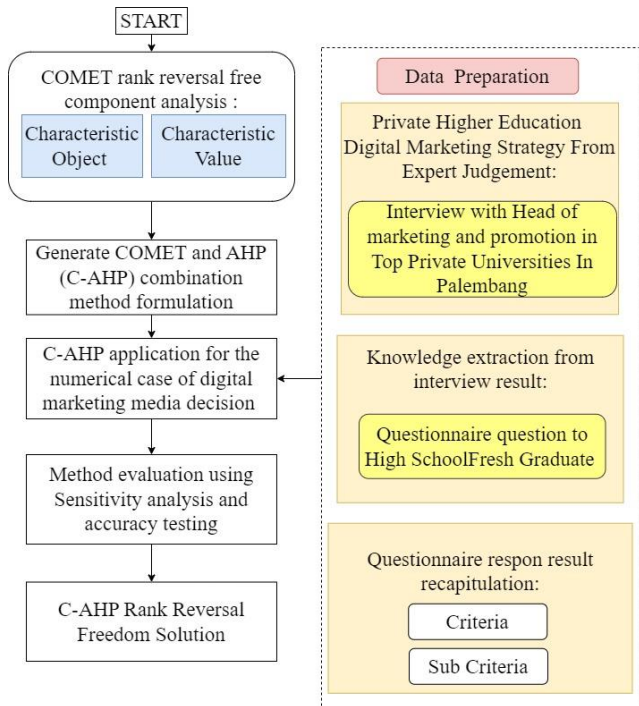 START
COMET rank reversal free
component analysis :
Characteristic
Object
Characteristic
Value
Generate COMET and AHP
(C-AHP) combination
method formulation
C-AHP application for the
numerical case of digital
marketing media decision
Method evaluation using
Sensitivity analysis and
accuracy testing
C-AHP Rank Reversal
Freedom Solution
Data Preparation
Private Higher Education
Digital Marketing Strategy From
Expert Judgement:
Interview with Head of
marketing and promotion in
Top Private Universities In
Palembang
Knowledge extraction from
interview result:
Questionnaire question to
High SchoolFresh Graduate
Questionnaire respon result
recapitulation:
Criteria
Sub Criteria